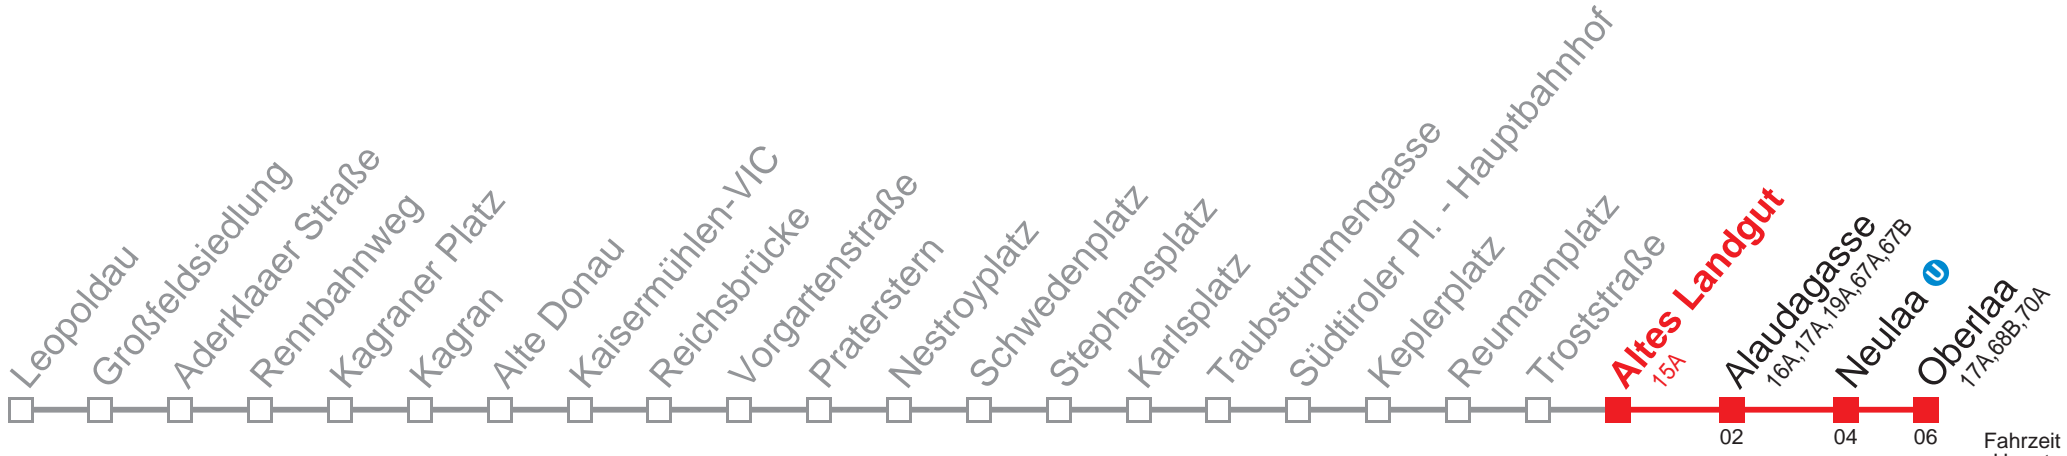 Leopoldau
Großfeldsiedlung
Aderklaaer Straße
Rennbahnweg
Kagraner Platz
Kagran
Alte Donau
Kaisermühlen-VIC
Reichsbrücke
Vorgartenstraße
Praterstern
Nestroyplatz
Schwedenplatz
Stephansplatz
Karlsplatz
Taubstummengasse
Südtiroler Pl. - Hauptbahnhof
Keplerplatz
Reumannplatz
Troststraße
Altes Landgut
15A
Alaudagasse
16A,17A,19A,67A,67B
Neulaa U
Oberlaa
17A,68B,70A
02 04 06
Fahrzeit